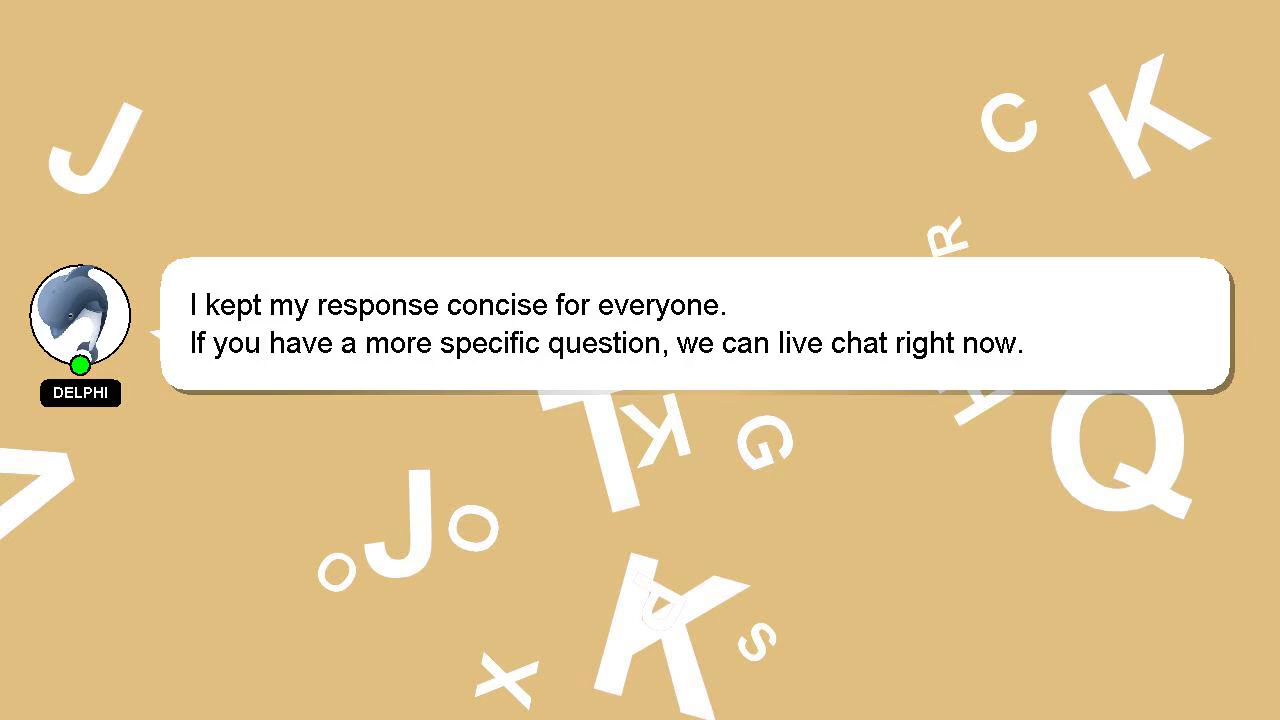 J
C
K
R
I kept my response concise for everyone.
If you have a more specific question, we can live chat right now.
DELPHI
T
K
G
Q
J
O
O
K
S
X